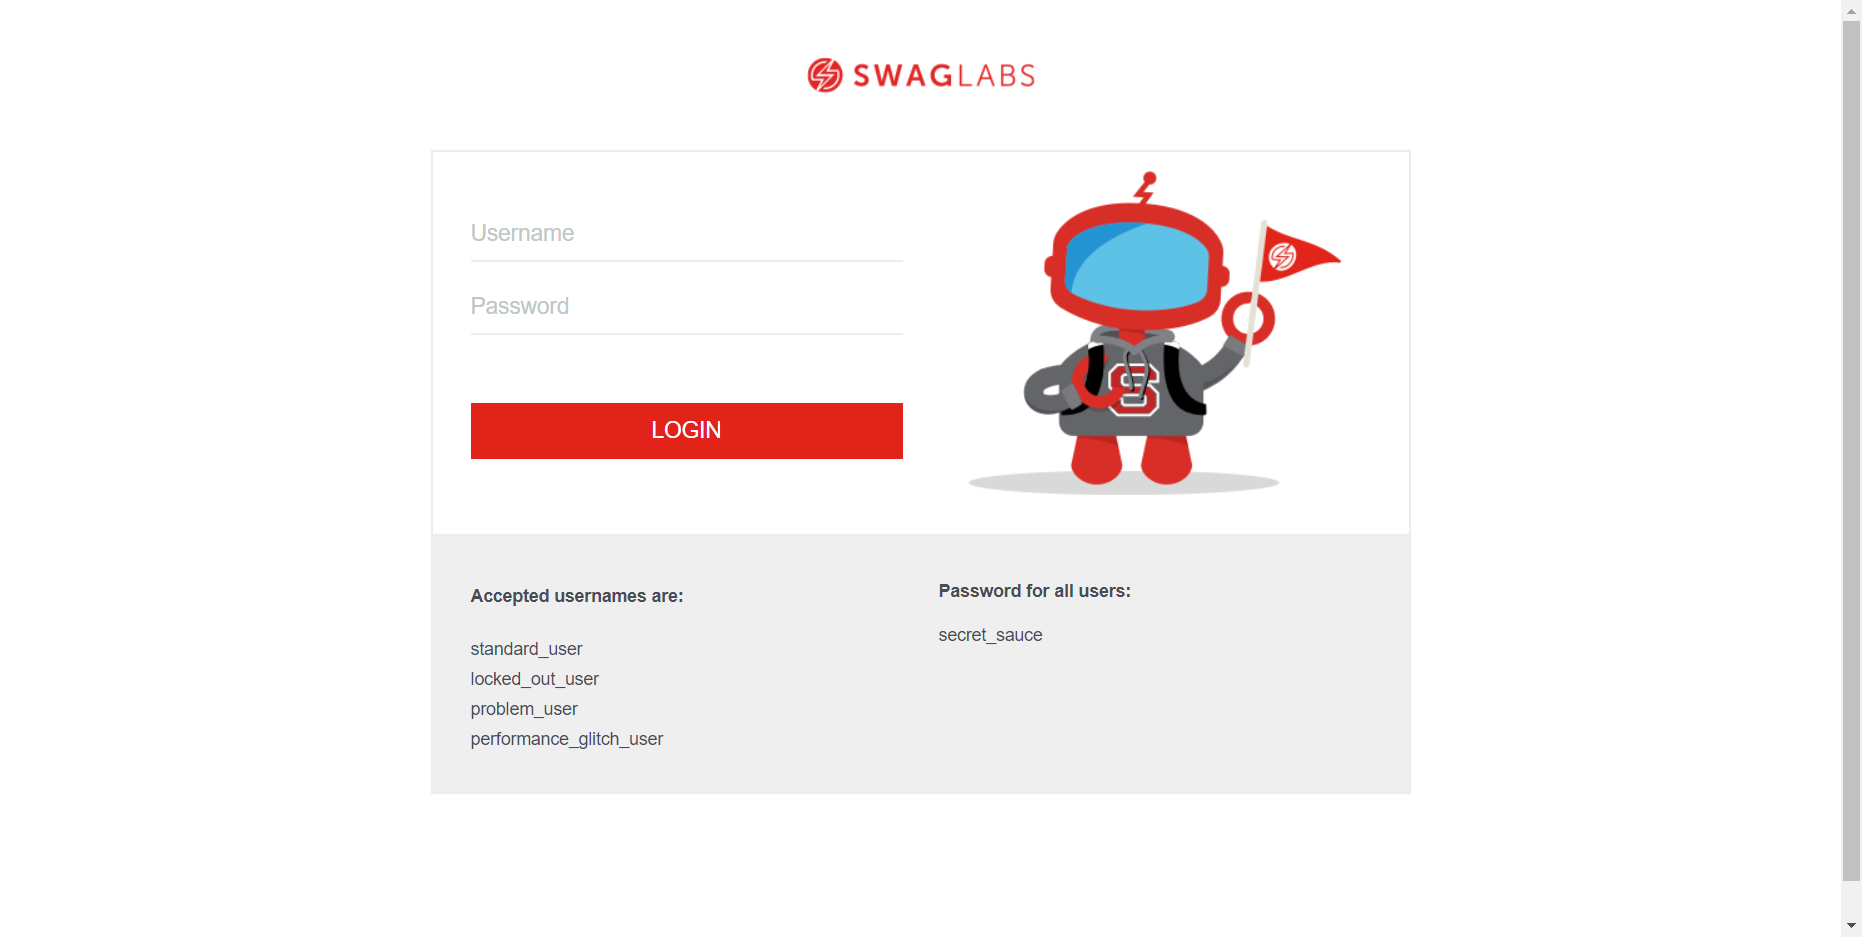 SWAGLABS
Username
Password
LOGIN
S
Accepted usernames are:
standard_user
locked_out_user
problem_user
performance_glitch_user
Password for all users:
secret_sauce